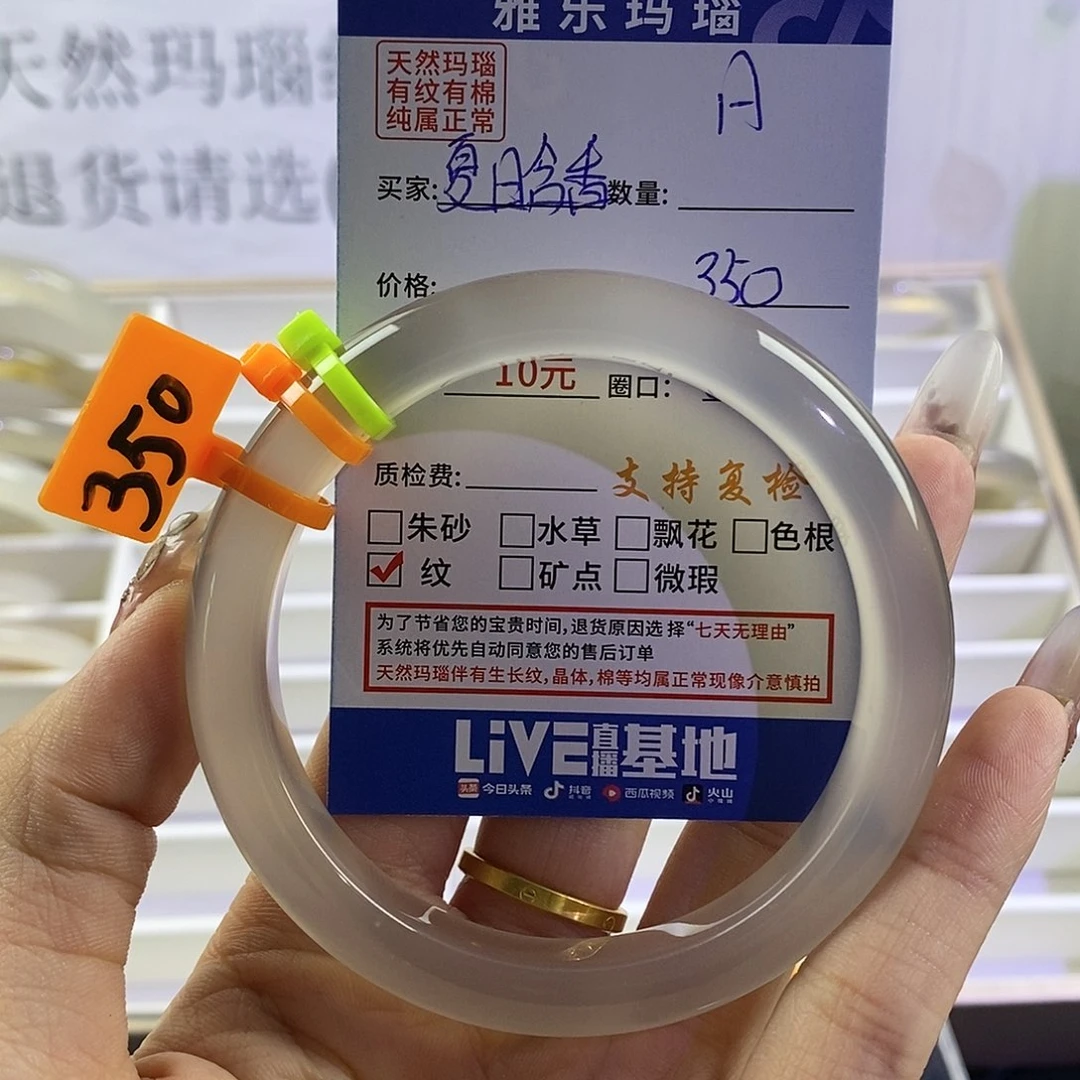 雅乐玛瑙
天然玛瑙
有纹有棉
纯属正常
A
买家:夏日含香 数量:
价格: 350
10元 圈口:
质检费: 支持复检
朱砂 水草 飘花 色根
纹 矿点 微瑕
为了节省您的宝贵时间,退货原因选择“七天无理由”
系统将优先自动同意您的售后订单
天然玛瑙伴有生长纹,晶体,棉等均属正常现像介意慎拍
LiVE直播基地
头条 今日头条 抖音 西瓜视频 火山
350
天然玛瑙
退货请选